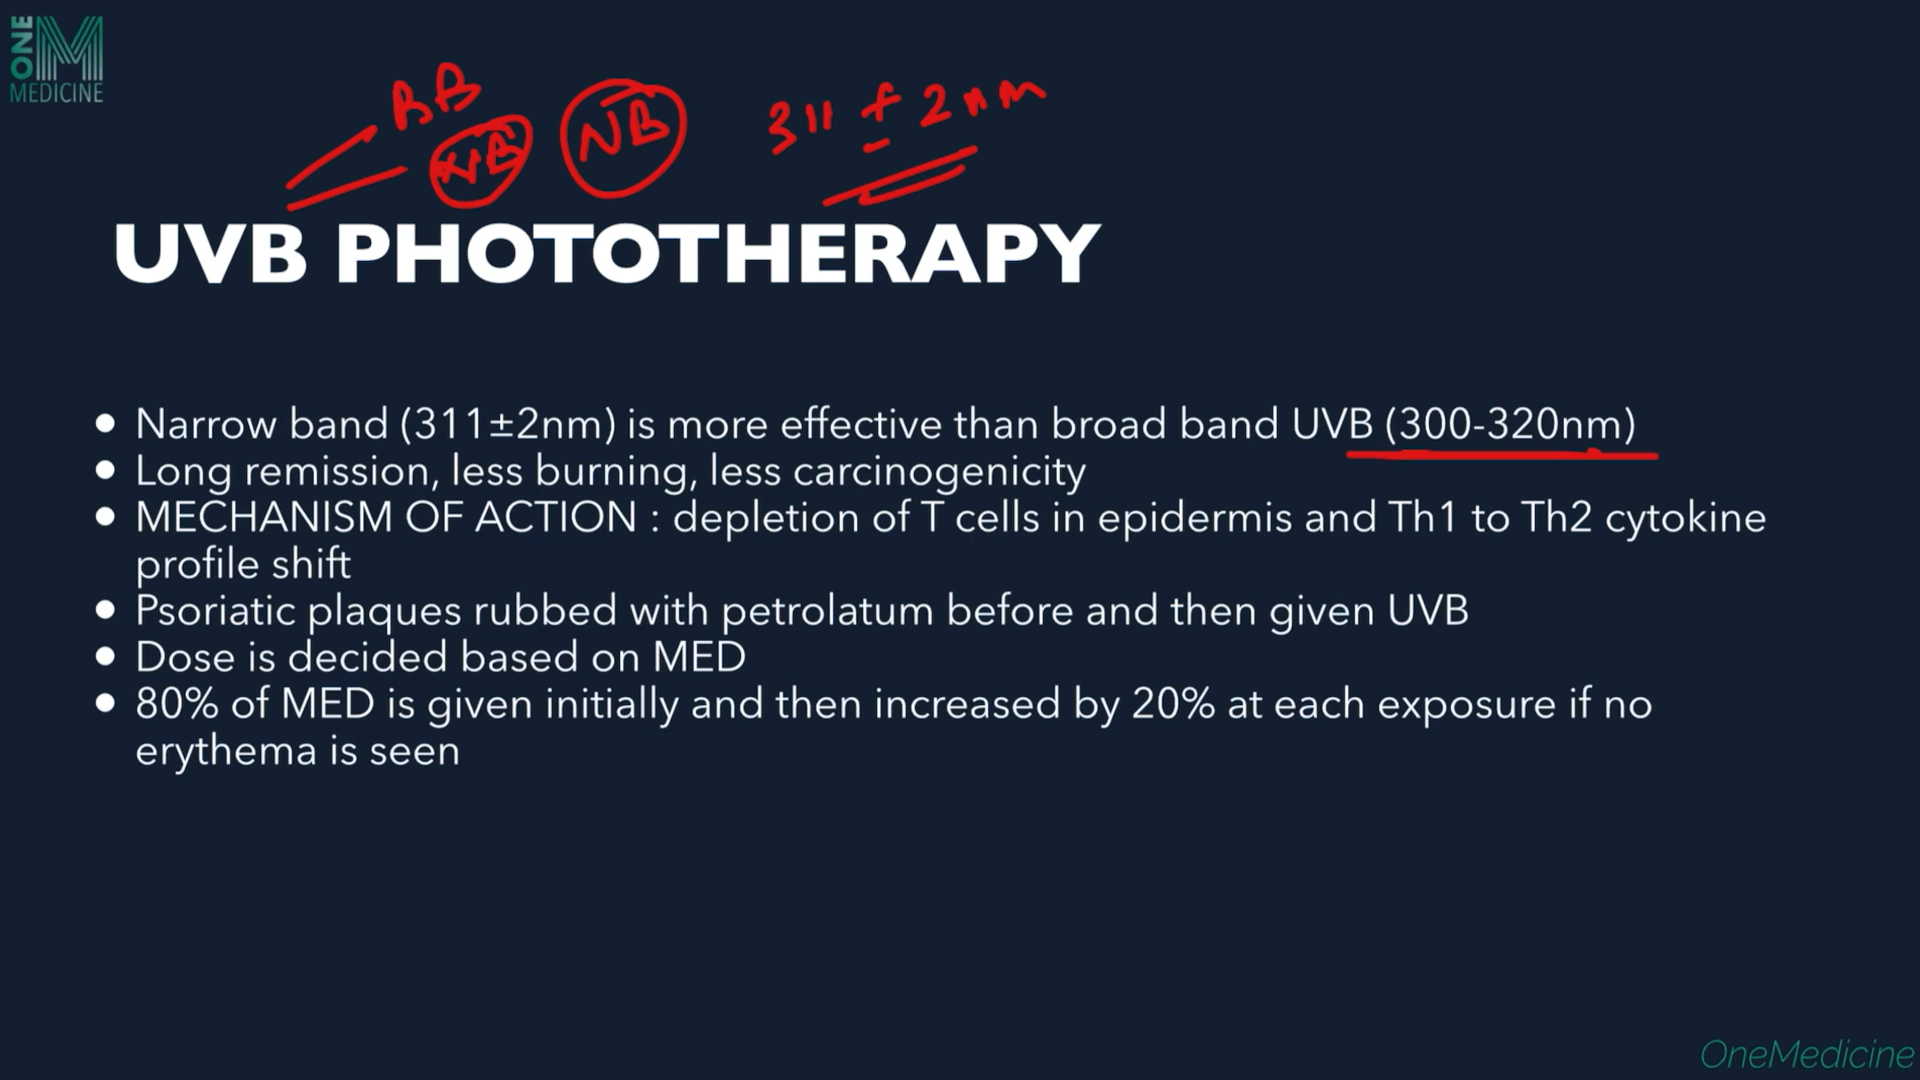 ONE
MEDICINE
BB
NB
NB
311 ± 2nm
UVB PHOTOTHERAPY
• Narrow band (311±2nm) is more effective than broad band UVB (300-320nm)
• Long remission, less burning, less carcinogenicity
• MECHANISM OF ACTION : depletion of T cells in epidermis and Th1 to Th2 cytokine
profile shift
• Psoriatic plaques rubbed with petrolatum before and then given UVB
• Dose is decided based on MED
• 80% of MED is given initially and then increased by 20% at each exposure if no
erythema is seen
OneMedicine